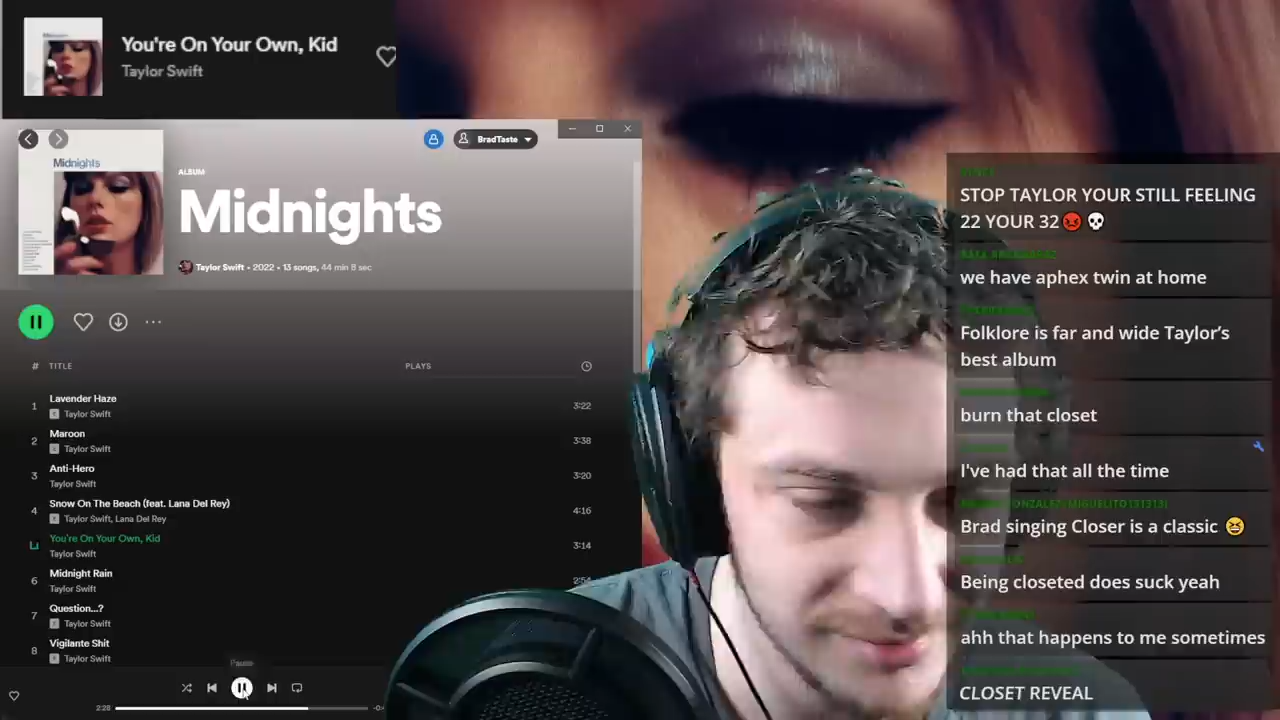 You're On Your Own, Kid
Taylor Swift
BradTaste
Midnights
ALBUM
Midnights
Taylor Swift • 2022 • 13 songs, 44 min 8 sec
# TITLE PLAYS
1 Lavender Haze 3:22
E Taylor Swift
2 Maroon 3:38
E Taylor Swift
3 Anti-Hero 3:20
Taylor Swift
4 Snow On The Beach (feat. Lana Del Rey) 4:16
E Taylor Swift, Lana Del Rey
You're On Your Own, Kid 3:14
Taylor Swift
6 Midnight Rain 2:54
Taylor Swift
7 Question...?
E Taylor Swift
8 Vigilante Shit
E Taylor Swift
Pause
2:28
STOP TAYLOR YOUR STILL FEELING
22 YOUR 32😡💀
we have aphex twin at home
Folklore is far and wide Taylor's
best album
burn that closet
I've had that all the time
Brad singing Closer is a classic 😆
Being closeted does suck yeah
ahh that happens to me sometimes
CLOSET REVEAL